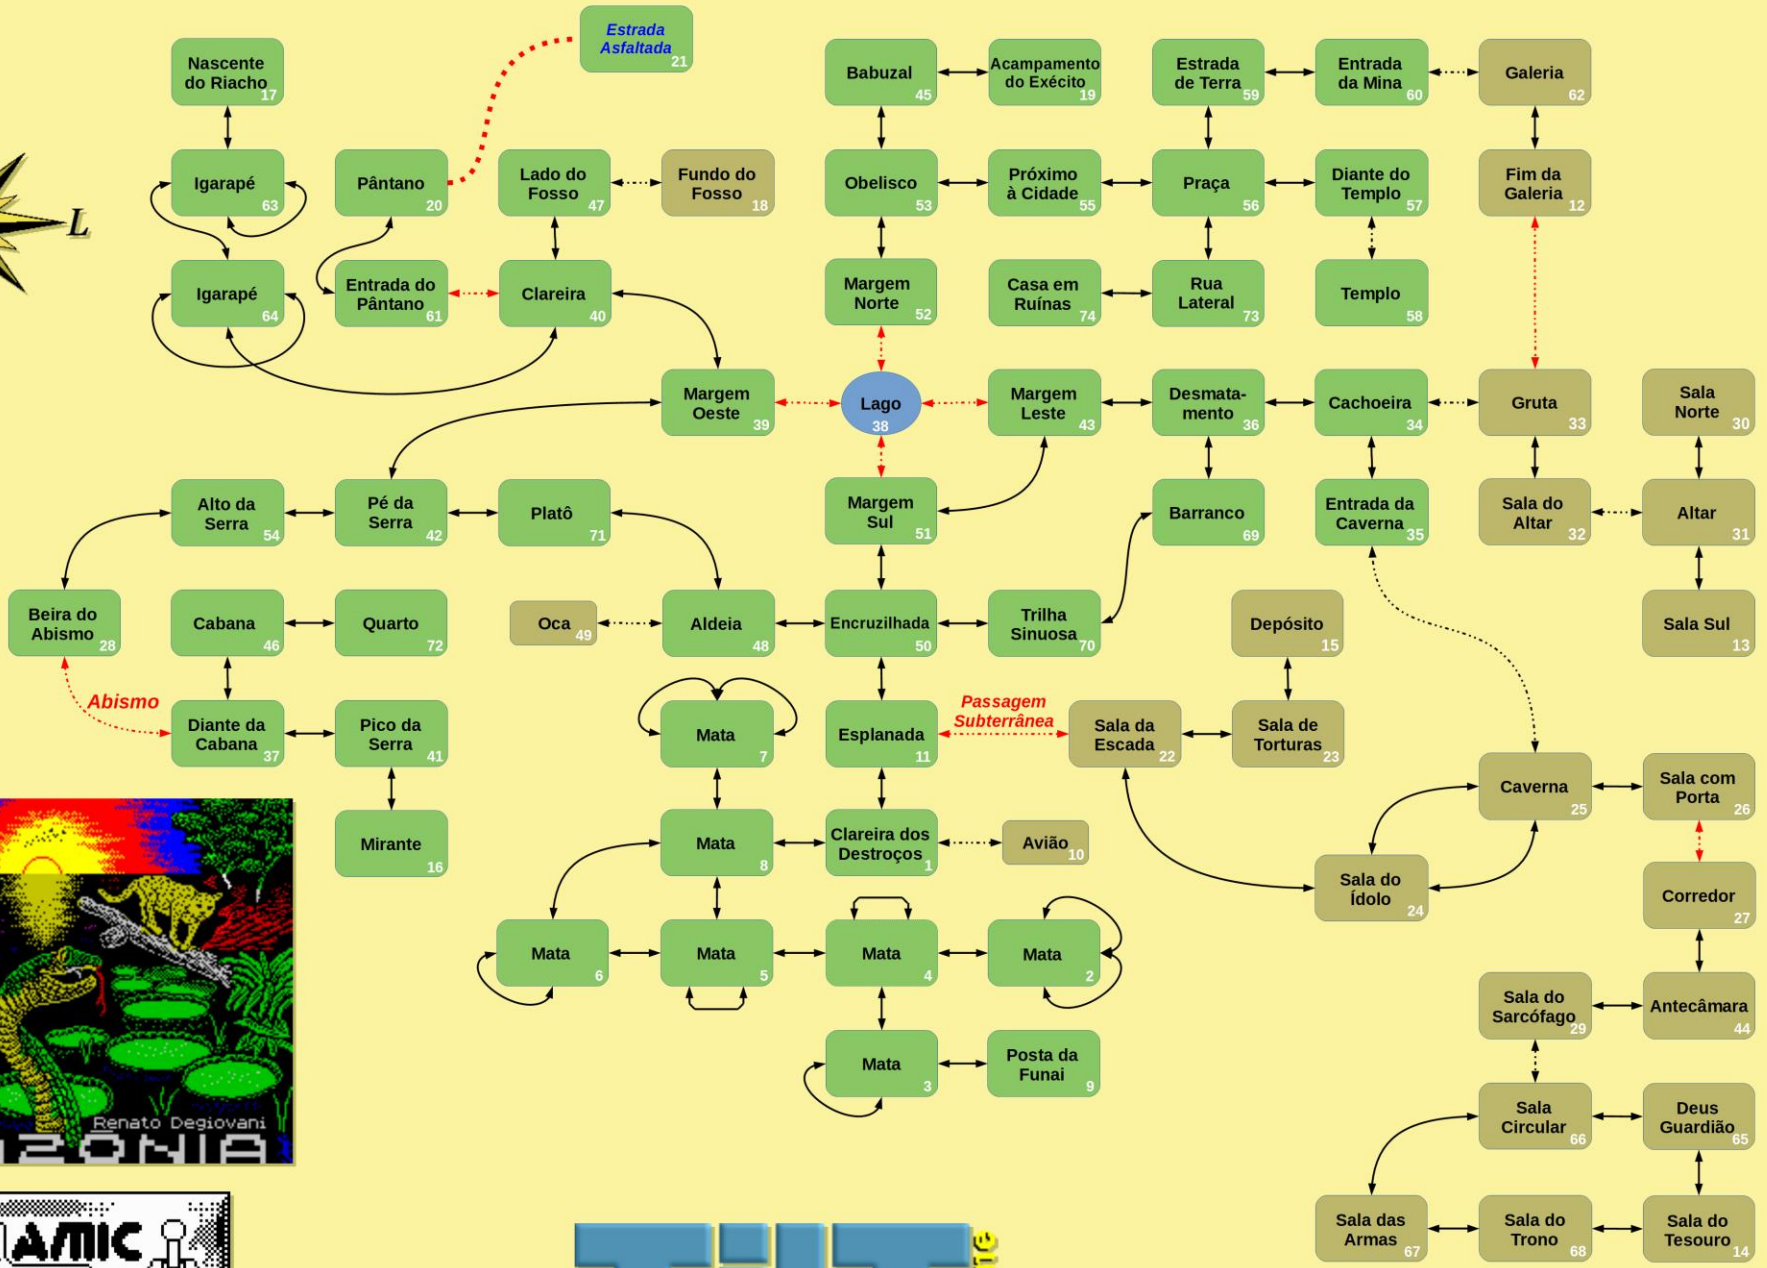 Estrada
Asfaltada
21
Nascente
do Riacho
17
Babuzal
45
Acampamento
do Exécito
19
Estrada
de Terra
59
Entrada
da Mina
60
Galeria
62
L
Igarapé
63
Pântano
20
Lado do
Fosso
47
Fundo do
Fosso
18
Obelisco
53
Próximo
à Cidade
55
Praça
56
Diante do
Templo
57
Fim da
Galeria
12
Igarapé
64
Entrada do
Pântano
61
Clareira
40
Margem
Norte
52
Casa em
Ruínas
74
Rua
Lateral
73
Templo
58
Margem
Oeste
39
Lago
38
Margem
Leste
43
Desmata-
mento
36
Cachoeira
34
Gruta
33
Sala
Norte
30
Alto da
Serra
54
Pé da
Serra
42
Platô
71
Margem
Sul
51
Barranco
69
Entrada da
Caverna
35
Sala do
Altar
32
Altar
31
Beira do
Abismo
28
Cabana
46
Quarto
72
Oca
49
Aldeia
48
Encruzilhada
50
Trilha
Sinuosa
70
Depósito
15
Sala Sul
13
Abismo
Diante da
Cabana
37
Pico da
Serra
41
Mata
7
Esplanada
11
Passagem
Subterrânea
Sala da
Escada
22
Sala de
Torturas
23
Caverna
25
Sala com
Porta
26
Mirante
16
Mata
8
Clareira dos
Destroços
1
Avião
10
Sala do
Ídolo
24
Corredor
27
Mata
6
Mata
5
Mata
4
Mata
2
Sala do
Sarcófago
29
Antecâmara
44
Mata
3
Posta da
Funai
9
Renato Degiovani
ZÔNIA
Sala
Circular
66
Deus
Guardião
65
AMIC
Sala das
Armas
67
Sala do
Trono
68
Sala do
Tesouro
14